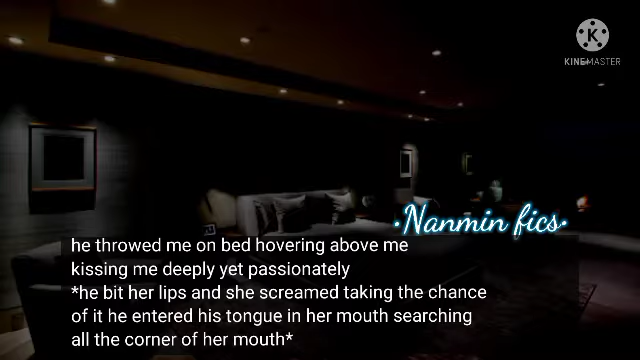 KINEMASTER
·Nanmin fics·
he throwed me on bed hovering above me
kissing me deeply yet passionately
*he bit her lips and she screamed taking the chance
of it he entered his tongue in her mouth searching
all the corner of her mouth*